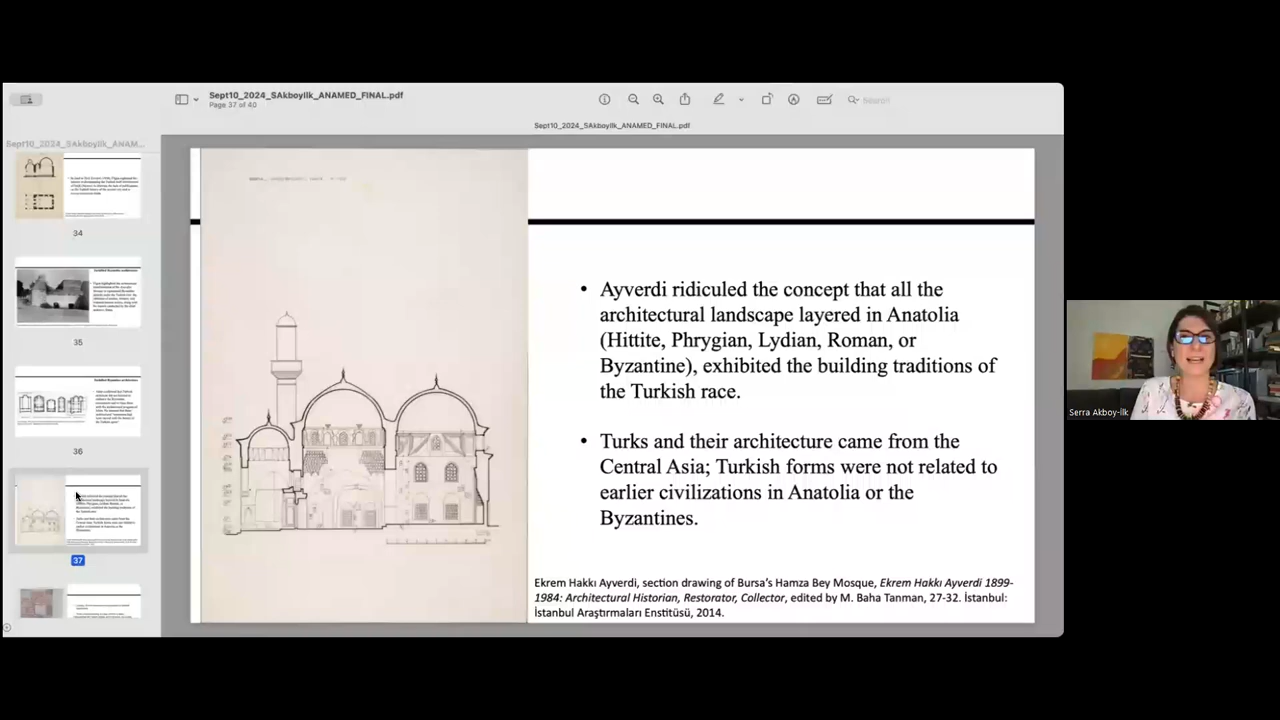 Sept10_2024_SAkboyIlk_ANAMED_FINAL.pdf
Page 37 of 40
Search
Sept10_2024_SAkboyIlk_ANAMED_FINAL.pdf
Sept10_2024_SAkboyIlk_ANAM...
34
35
36
37
• Ayverdi ridiculed the concept that all the
architectural landscape layered in Anatolia
(Hittite, Phrygian, Lydian, Roman, or
Byzantine), exhibited the building traditions of
the Turkish race.
• Turks and their architecture came from the
Central Asia; Turkish forms were not related to
earlier civilizations in Anatolia or the
Byzantines.
Ekrem Hakkı Ayverdi, section drawing of Bursa's Hamza Bey Mosque, Ekrem Hakkı Ayverdi 1899-
1984: Architectural Historian, Restorator, Collector, edited by M. Baha Tanman, 27-32. İstanbul:
İstanbul Araştırmaları Enstitüsü, 2014.
Serra Akboy-Ilk